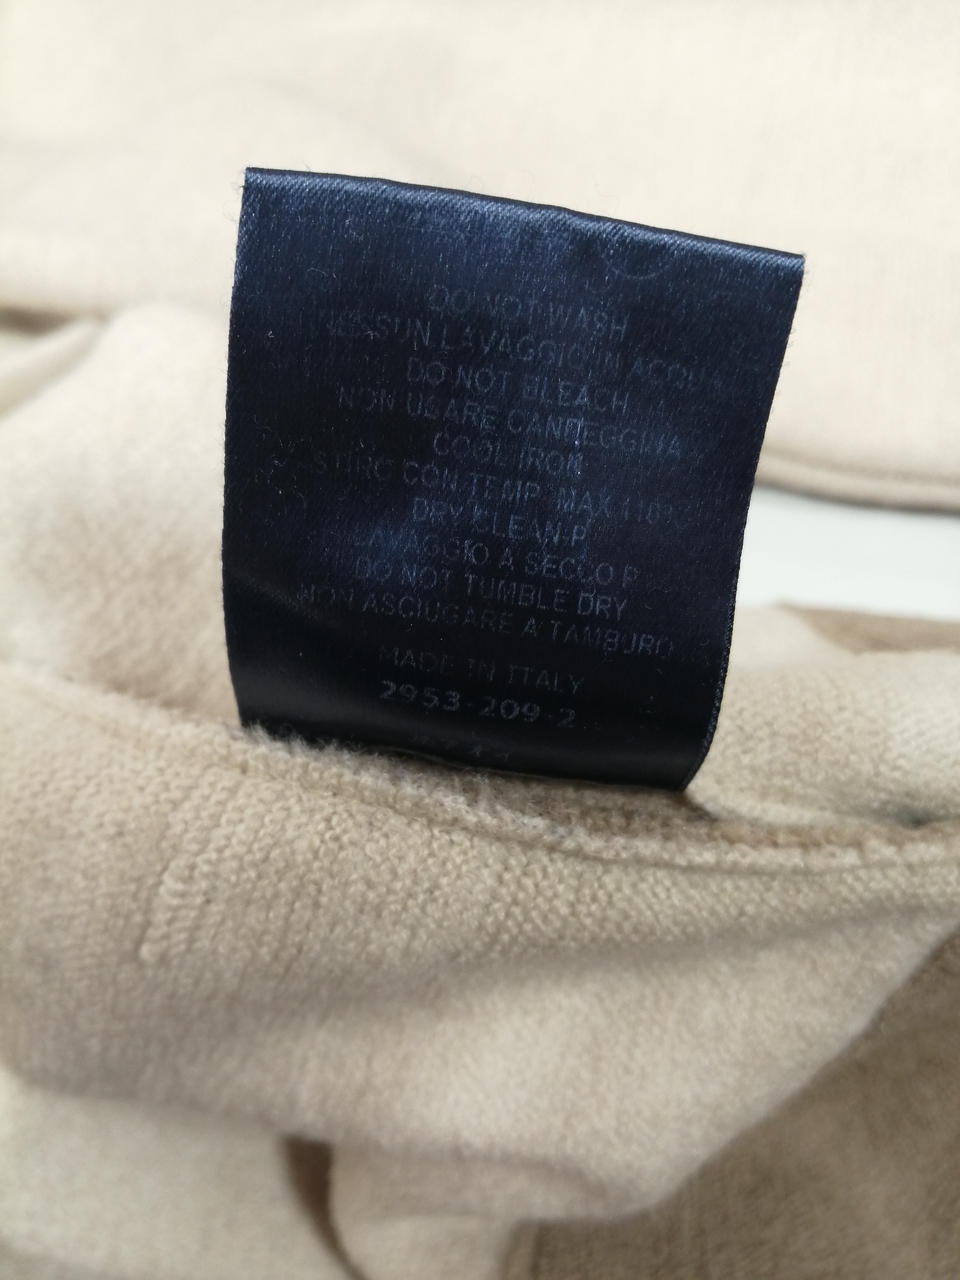 DO NOT WASH
NESSUN LAVAGGIO IN ACQUA
DO NOT BLEACH
NON USARE CANDEGGINA
COOL IRON
STIRO CON TEMP. MAX 110°C
DRY CLEAN P
LAVAGGIO A SECCO P
DO NOT TUMBLE DRY
NON ASCIUGARE A TAMBURO
MADE IN ITALY
2953-209-2